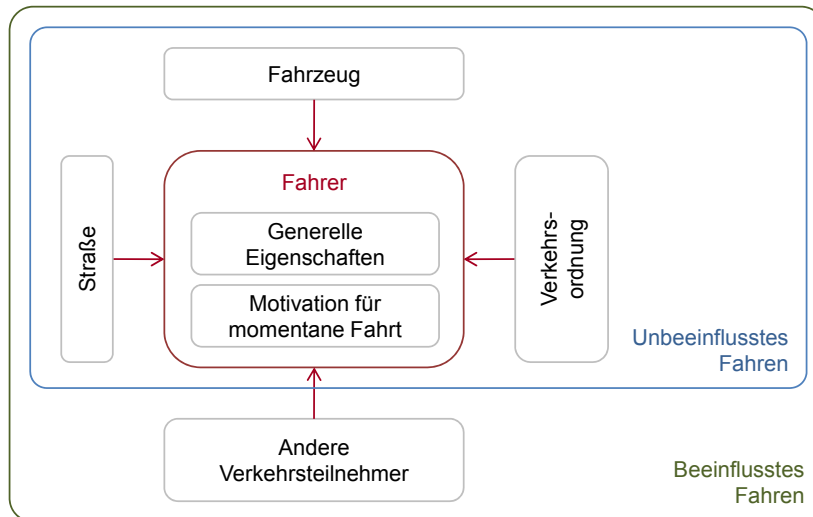 Fahrzeug
Fahrer
Generelle
Eigenschaften
Motivation für
momentane Fahrt
Straße
Verkehrs-
ordnung
Unbeeinflusstes
Fahren
Andere
Verkehrsteilnehmer
Beeinflusstes
Fahren